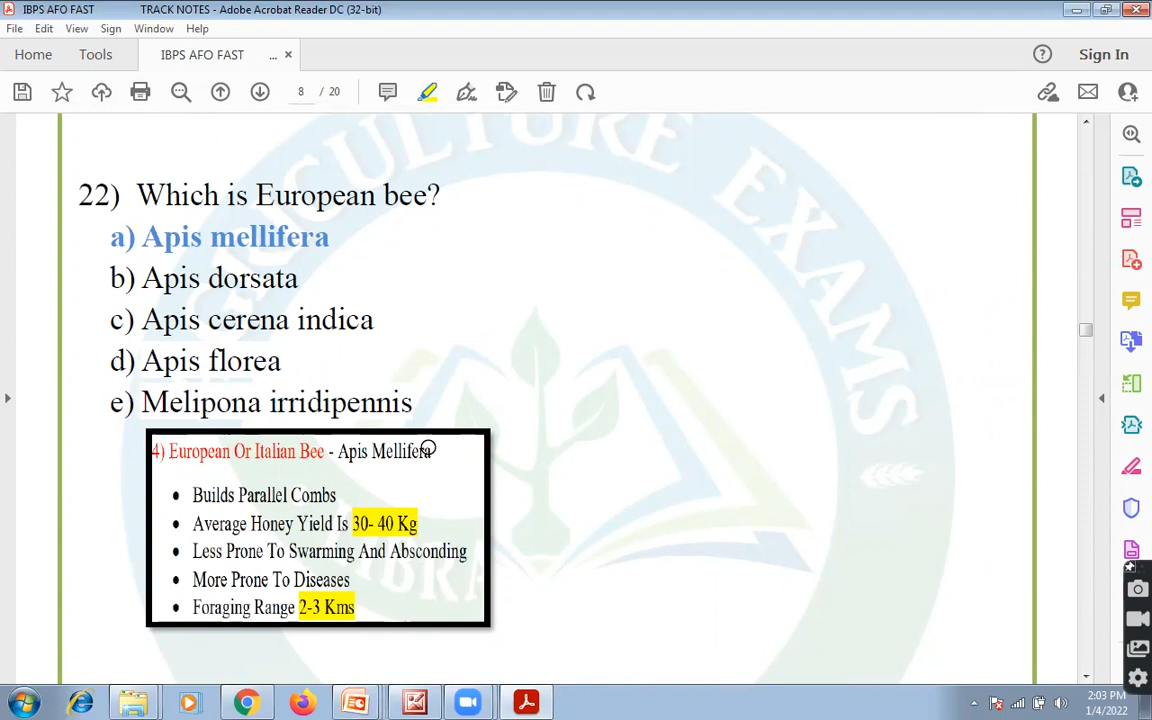 IBPS AFO FAST TRACK NOTES - Adobe Acrobat Reader DC (32-bit)
File Edit View Sign Window Help
Home Tools IBPS AFO FAST ... × Sign In
8 / 20
AGRICULTURE EXAMS
LIBRARY
22) Which is European bee?
a) Apis mellifera
b) Apis dorsata
c) Apis cerena indica
d) Apis florea
e) Melipona irridipennis
4) European Or Italian Bee - Apis Mellifera
• Builds Parallel Combs
• Average Honey Yield Is 30- 40 Kg
• Less Prone To Swarming And Absconding
• More Prone To Diseases
• Foraging Range 2-3 Kms
2:03 PM
1/4/2022